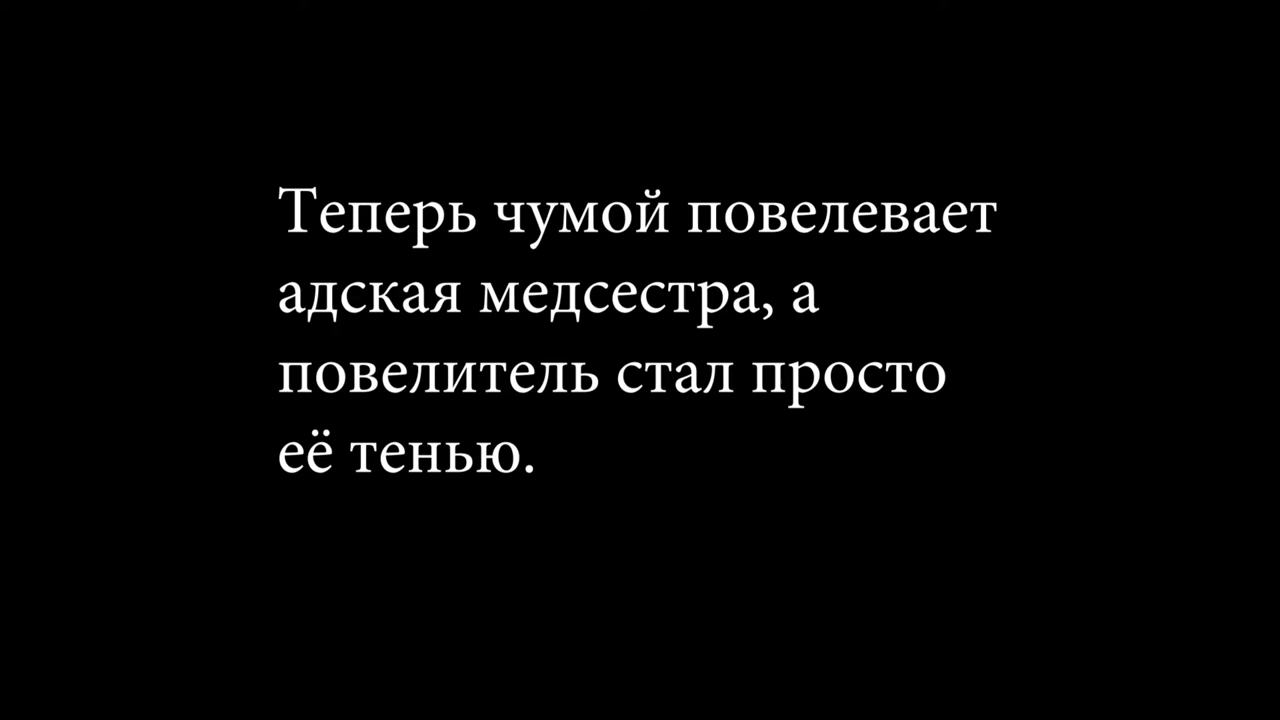 Теперь чумой повелевает
адская медсестра, а
повелитель стал просто
её тенью.